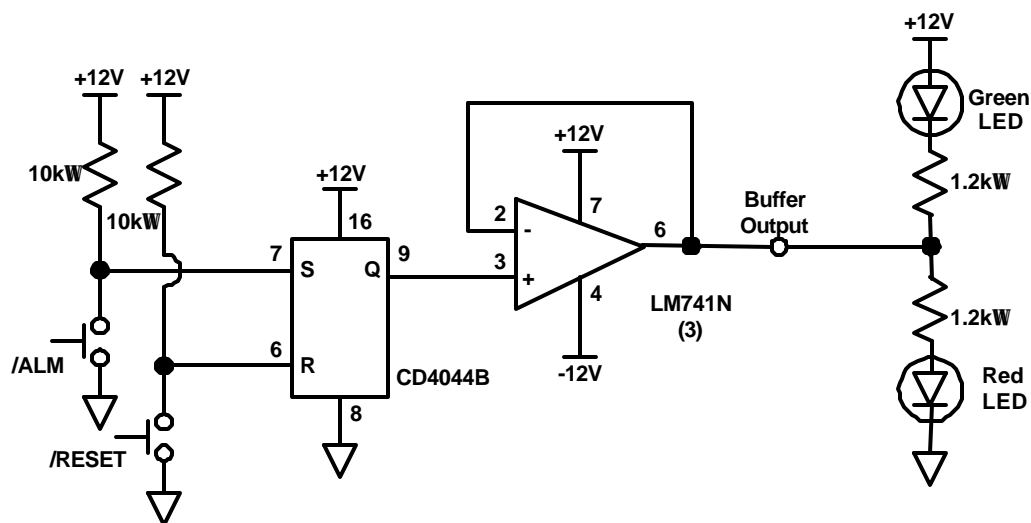 +12V
+12V +12V
Green
LED
+12V
10kW
+12V
1.2kW
16
2
7
Buffer
Output
10kW
-
6
7
S
Q
9
3
+
4
LM741N
(3)
1.2kW
/ALM
6
R
CD4044B
-12V
Red
LED
8
/RESET